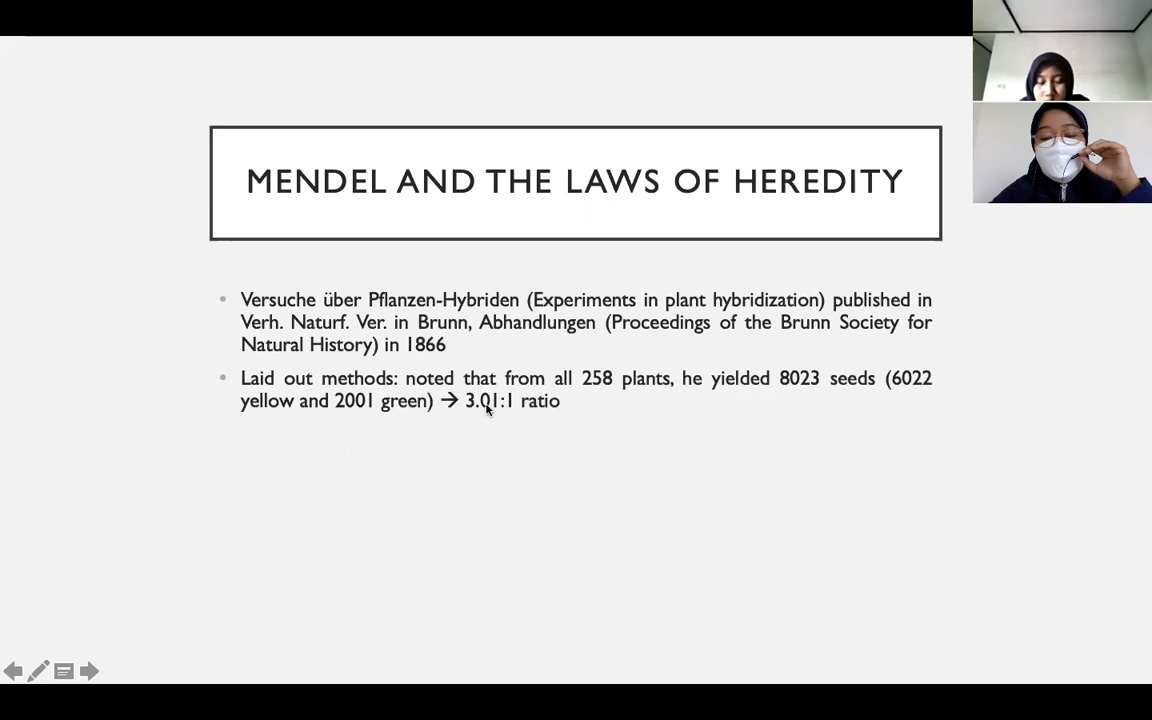 MENDEL AND THE LAWS OF HEREDITY
• Versuche über Pflanzen-Hybriden (Experiments in plant hybridization) published in
Verh. Naturf. Ver. in Brunn, Abhandlungen (Proceedings of the Brunn Society for
Natural History) in 1866
• Laid out methods: noted that from all 258 plants, he yielded 8023 seeds (6022
yellow and 2001 green) → 3.01:1 ratio